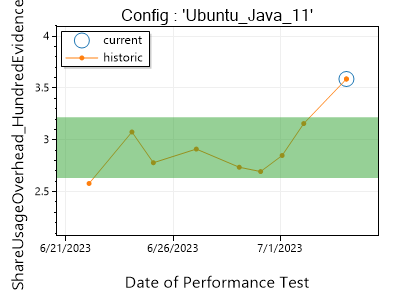 Config : 'Ubuntu_Java_11'
current
historic
4
3.5
3
2.5
6/21/2023
6/26/2023
7/1/2023
ShareUsageOverhead_HundredEvidence
Date of Performance Test